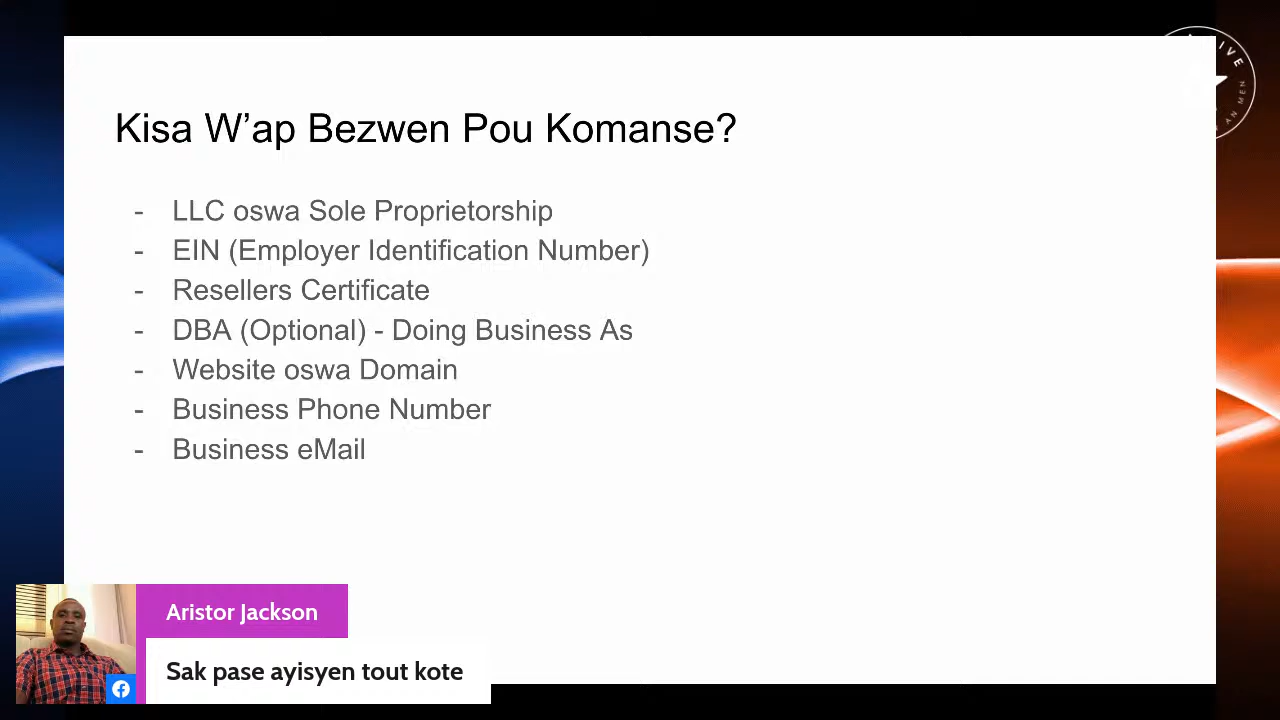 Kisa W’ap Bezwen Pou Komanse?
- LLC oswa Sole Proprietorship
- EIN (Employer Identification Number)
- Resellers Certificate
- DBA (Optional) - Doing Business As
- Website oswa Domain
- Business Phone Number
- Business eMail
Aristor Jackson
Sak pase ayisyen tout kote